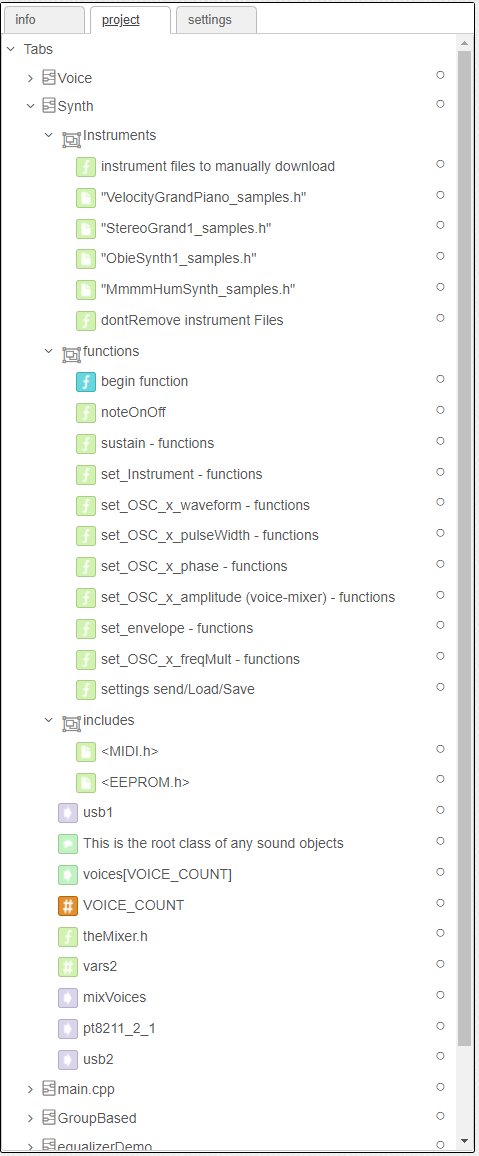 info
project
settings
Tabs
Voice
Synth
Instruments
instrument files to manually download
"VelocityGrandPiano_samples.h"
"StereoGrand1_samples.h"
"ObieSynth1_samples.h"
"MmmmHumSynth_samples.h"
dontRemove instrument Files
functions
begin function
noteOnOff
sustain - functions
set_Instrument - functions
set_OSC_x_waveform - functions
set_OSC_x_pulseWidth - functions
set_OSC_x_phase - functions
set_OSC_x_amplitude (voice-mixer) - functions
set_envelope - functions
set_OSC_x_freqMult - functions
settings send/Load/Save
includes
<MIDI.h>
<EEPROM.h>
usb1
This is the root class of any sound objects
voices[VOICE_COUNT]
VOICE_COUNT
theMixer.h
vars2
mixVoices
pt8211_2_1
usb2
main.cpp
GroupBased
equalizerDemo